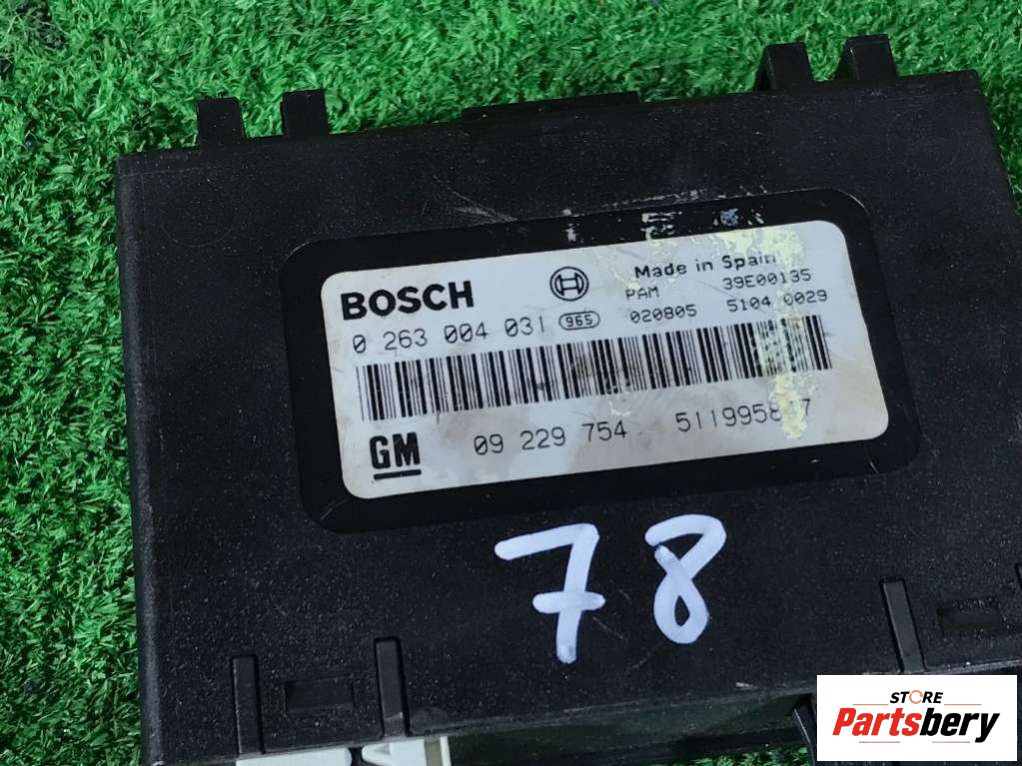 Made in Spain
BOSCH PAM 39E00135
0 263 004 031 965 020805 5104 0029
GM 09 229 754
78
STORE
Partsbery